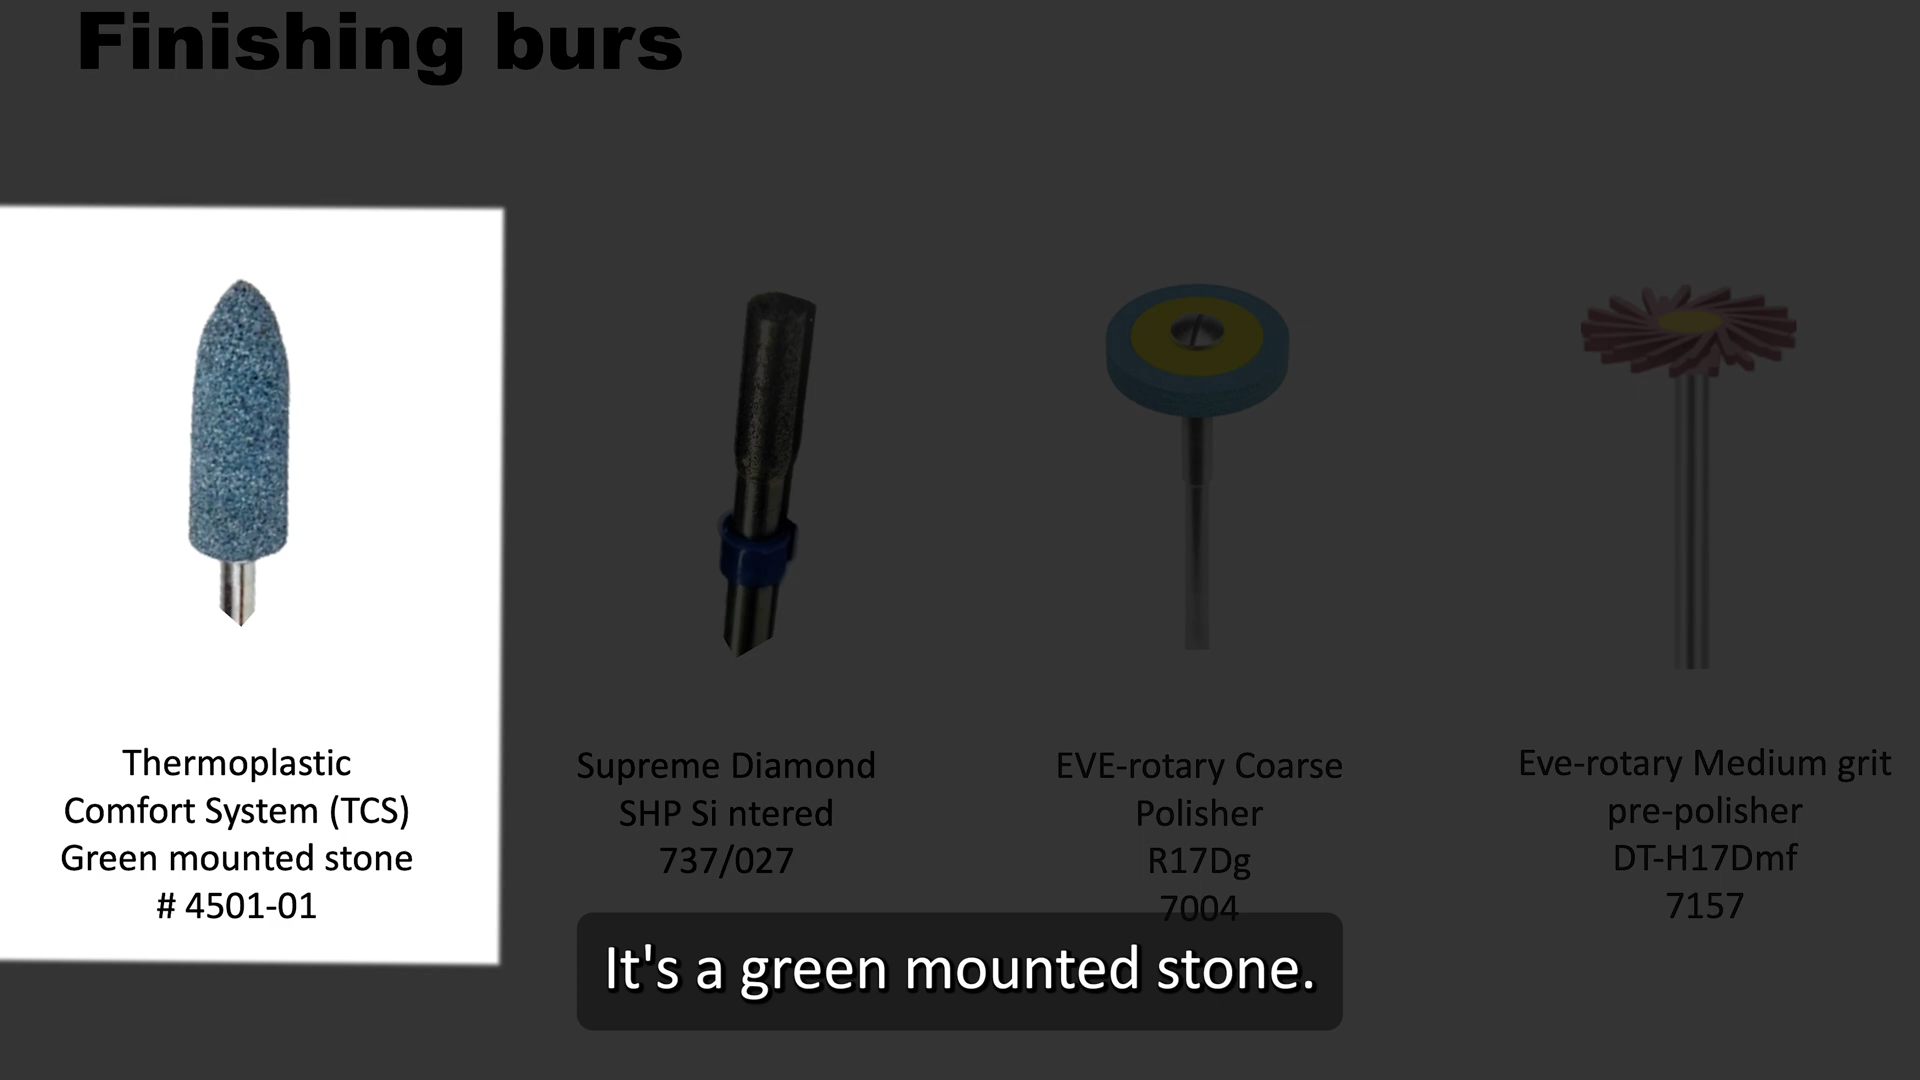 Finishing burs
Thermoplastic
Comfort System (TCS)
Green mounted stone
# 4501-01
Supreme Diamond
SHP Si ntered
737/027
EVE-rotary Coarse
Polisher
R17Dg
7004
Eve-rotary Medium grit
pre-polisher
DT-H17Dmf
7157
It's a green mounted stone.